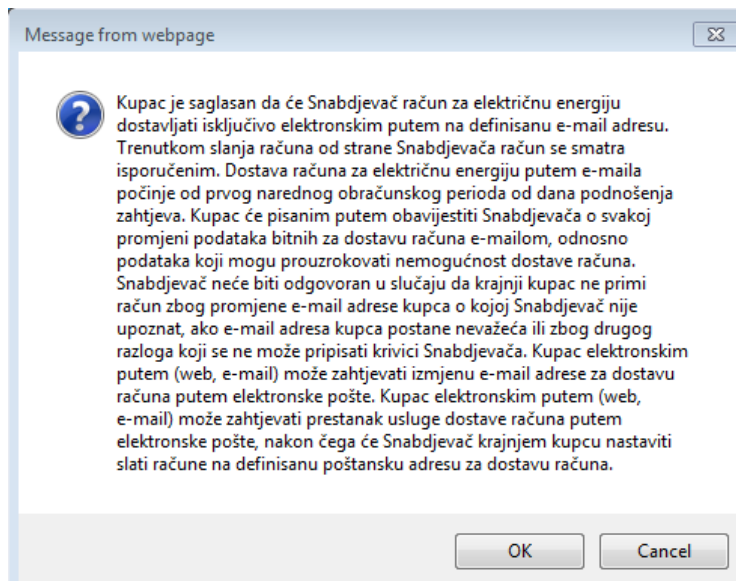 Message from webpage
Kupac je saglasan da će Snabdjevač račun za električnu energiju
dostavljati isključivo elektronskim putem na definisanu e-mail adresu.
Trenutkom slanja računa od strane Snabdjevača račun se smatra
isporučenim. Dostava računa za električnu energiju putem e-maila
počinje od prvog narednog obračunskog perioda od dana podnošenja
zahtjeva. Kupac će pisanim putem obavijestiti Snabdjevača o svakoj
promjeni podataka bitnih za dostavu računa e-mailom, odnosno
podataka koji mogu prouzrokovati nemogućnost dostave računa.
Snabdjevač neće biti odgovoran u slučaju da krajnji kupac ne primi
račun zbog promjene e-mail adrese kupca o kojoj Snabdjevač nije
upoznat, ako e-mail adresa kupca postane nevažeća ili zbog drugog
razloga koji se ne može pripisati krivici Snabdjevača. Kupac elektronskim
putem (web, e-mail) može zahtjevati izmjenu e-mail adrese za dostavu
računa putem elektronske pošte. Kupac elektronskim putem (web,
e-mail) može zahtjevati prestanak usluge dostave računa putem
elektronske pošte, nakon čega će Snabdjevač krajnjem kupcu nastaviti
slati račune na definisanu poštansku adresu za dostavu računa.
OK
Cancel